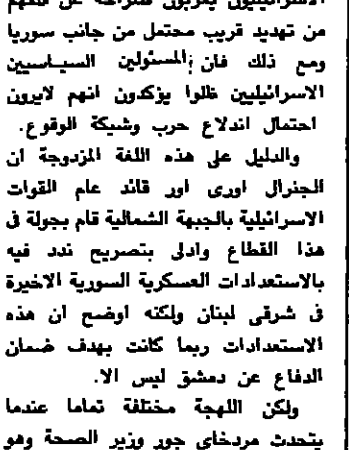 الاسرائيليون يعربون صراحة عن قلقهم
من تهديد قريب محتمل من جانب سوريا
ومع ذلك فان المسئولين السياسيين
الاسرائيليين ظلوا يؤكدون انهم لايرون
احتمال اندلاع حرب وشيكة الوقوع.
والدليل على هذه اللغة المزدوجة ان
الجنرال اورى اور قائد عام القوات
الاسرائيلية بالجبهة الشمالية قام بجولة فى
هذا القطاع وادلى بتصريح ندد فيه
بالاستعدادات العسكرية السورية الاخيرة
فى شرقى لبنان ولكنه اوضح ان هذه
الاستعدادات ربما كانت بهدف ضمان
الدفاع عن دمشق ليس الا.
ولكن اللهجة مختلفة تماما عندما
يتحدث مردخاى جور وزير الصحة وهو